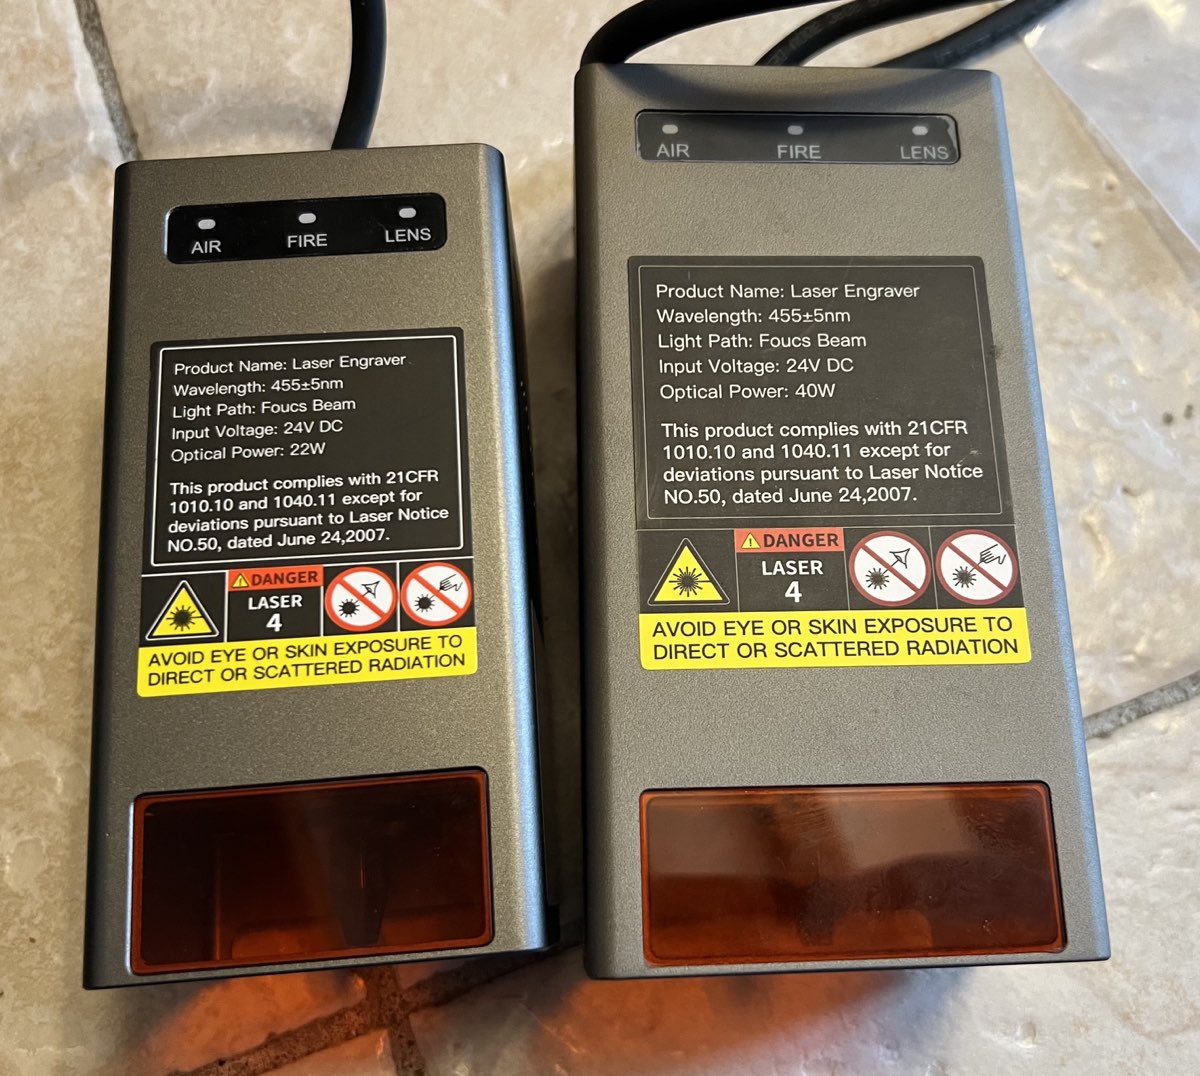 AIR FIRE LENS
Product Name: Laser Engraver
Wavelength: 455±5nm
Light Path: Foucs Beam
Input Voltage: 24V DC
Optical Power: 22W
This product complies with 21CFR
1010.10 and 1040.11 except for
deviations pursuant to Laser Notice
NO.50, dated June 24,2007.
DANGER
LASER
4
AVOID EYE OR SKIN EXPOSURE TO
DIRECT OR SCATTERED RADIATION
AIR FIRE LENS
Product Name: Laser Engraver
Wavelength: 455±5nm
Light Path: Foucs Beam
Input Voltage: 24V DC
Optical Power: 40W
This product complies with 21CFR
1010.10 and 1040.11 except for
deviations pursuant to Laser Notice
NO.50, dated June 24,2007.
DANGER
LASER
4
AVOID EYE OR SKIN EXPOSURE TO
DIRECT OR SCATTERED RADIATION